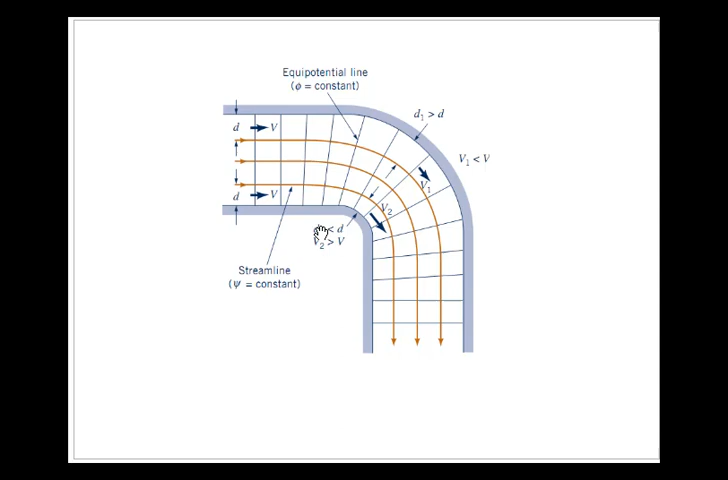 Equipotential line
(ϕ = constant)
d₁ > d
d
V
V₁ < V
V₁
d
V
V₂
< d
V₂ > V
Streamline
(ψ = constant)